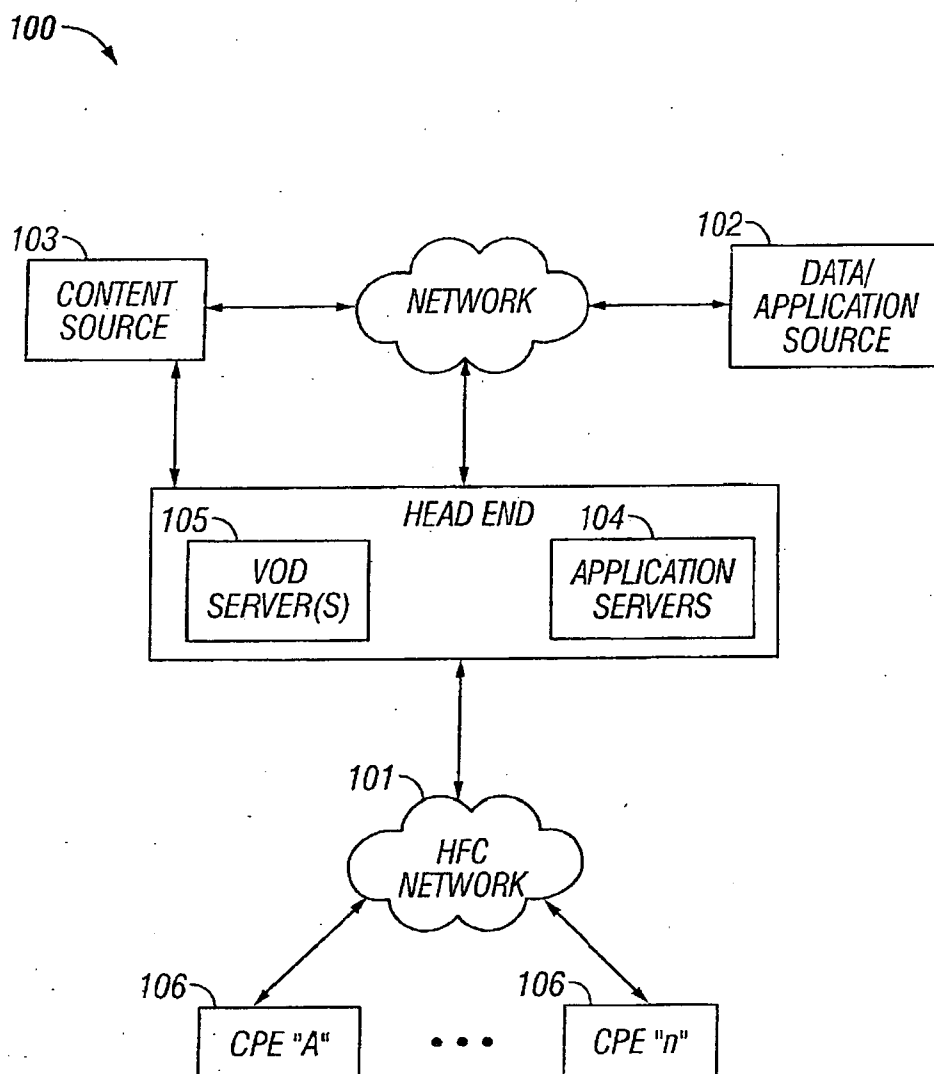 100
103
CONTENT
SOURCE
NETWORK
102
DATA/
APPLICATION
SOURCE
HEAD END
105
VOD
SERVER(S)
104
APPLICATION
SERVERS
101
HFC
NETWORK
106
CPE "A"
• • •
106
CPE "n"